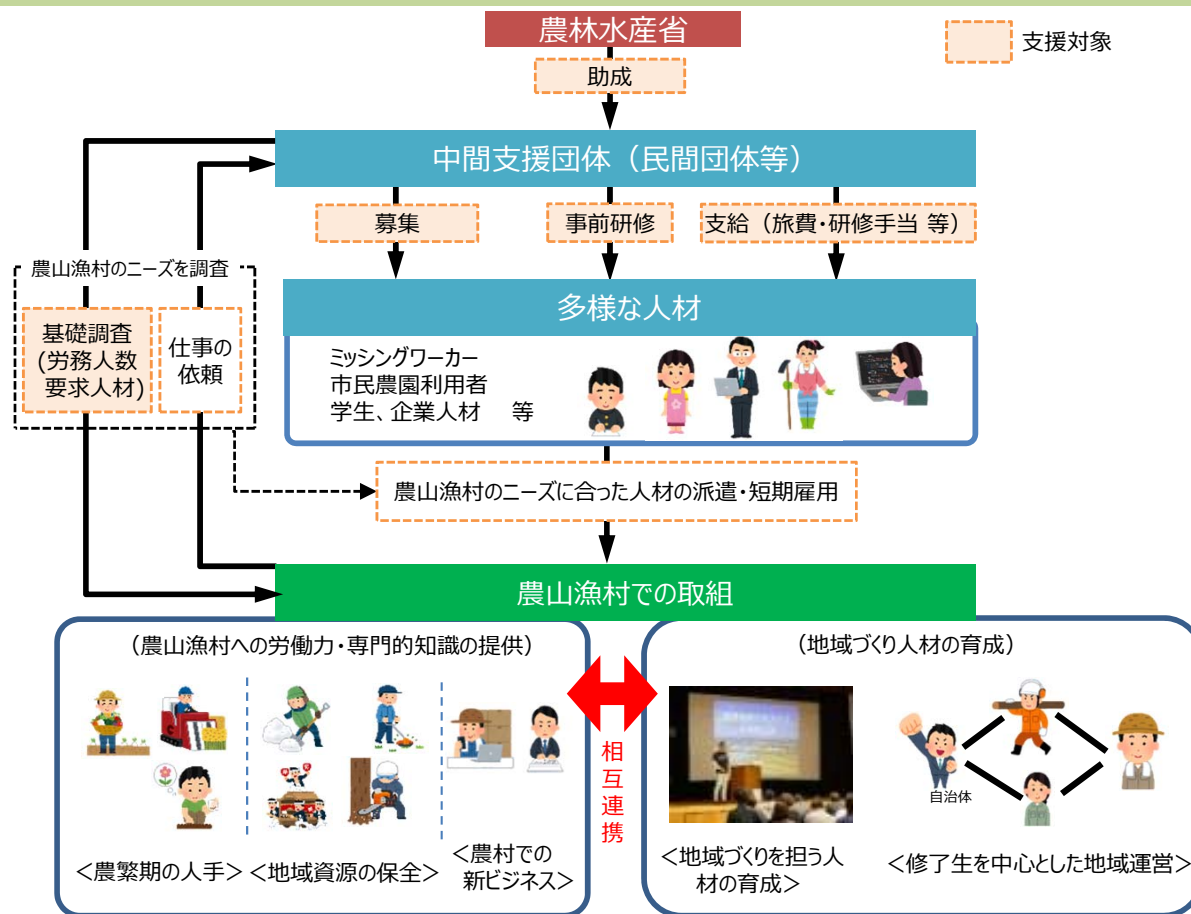 農林水産省
支援対象
助成
中間支援団体（民間団体等）
募集
事前研修
支給（旅費・研修手当 等）
農山漁村のニーズを調査
基礎調査
(労務人数
要求人材)
仕事の
依頼
多様な人材
ミッシングワーカー
市民農園利用者
学生、企業人材　等
農山漁村のニーズに合った人材の派遣・短期雇用
農山漁村での取組
（農山漁村への労働力・専門的知識の提供）
＜農繁期の人手＞
＜地域資源の保全＞
＜農村での
新ビジネス＞
相互連携
（地域づくり人材の育成）
自治体
＜地域づくりを担う人
材の育成＞
＜修了生を中心とした地域運営＞